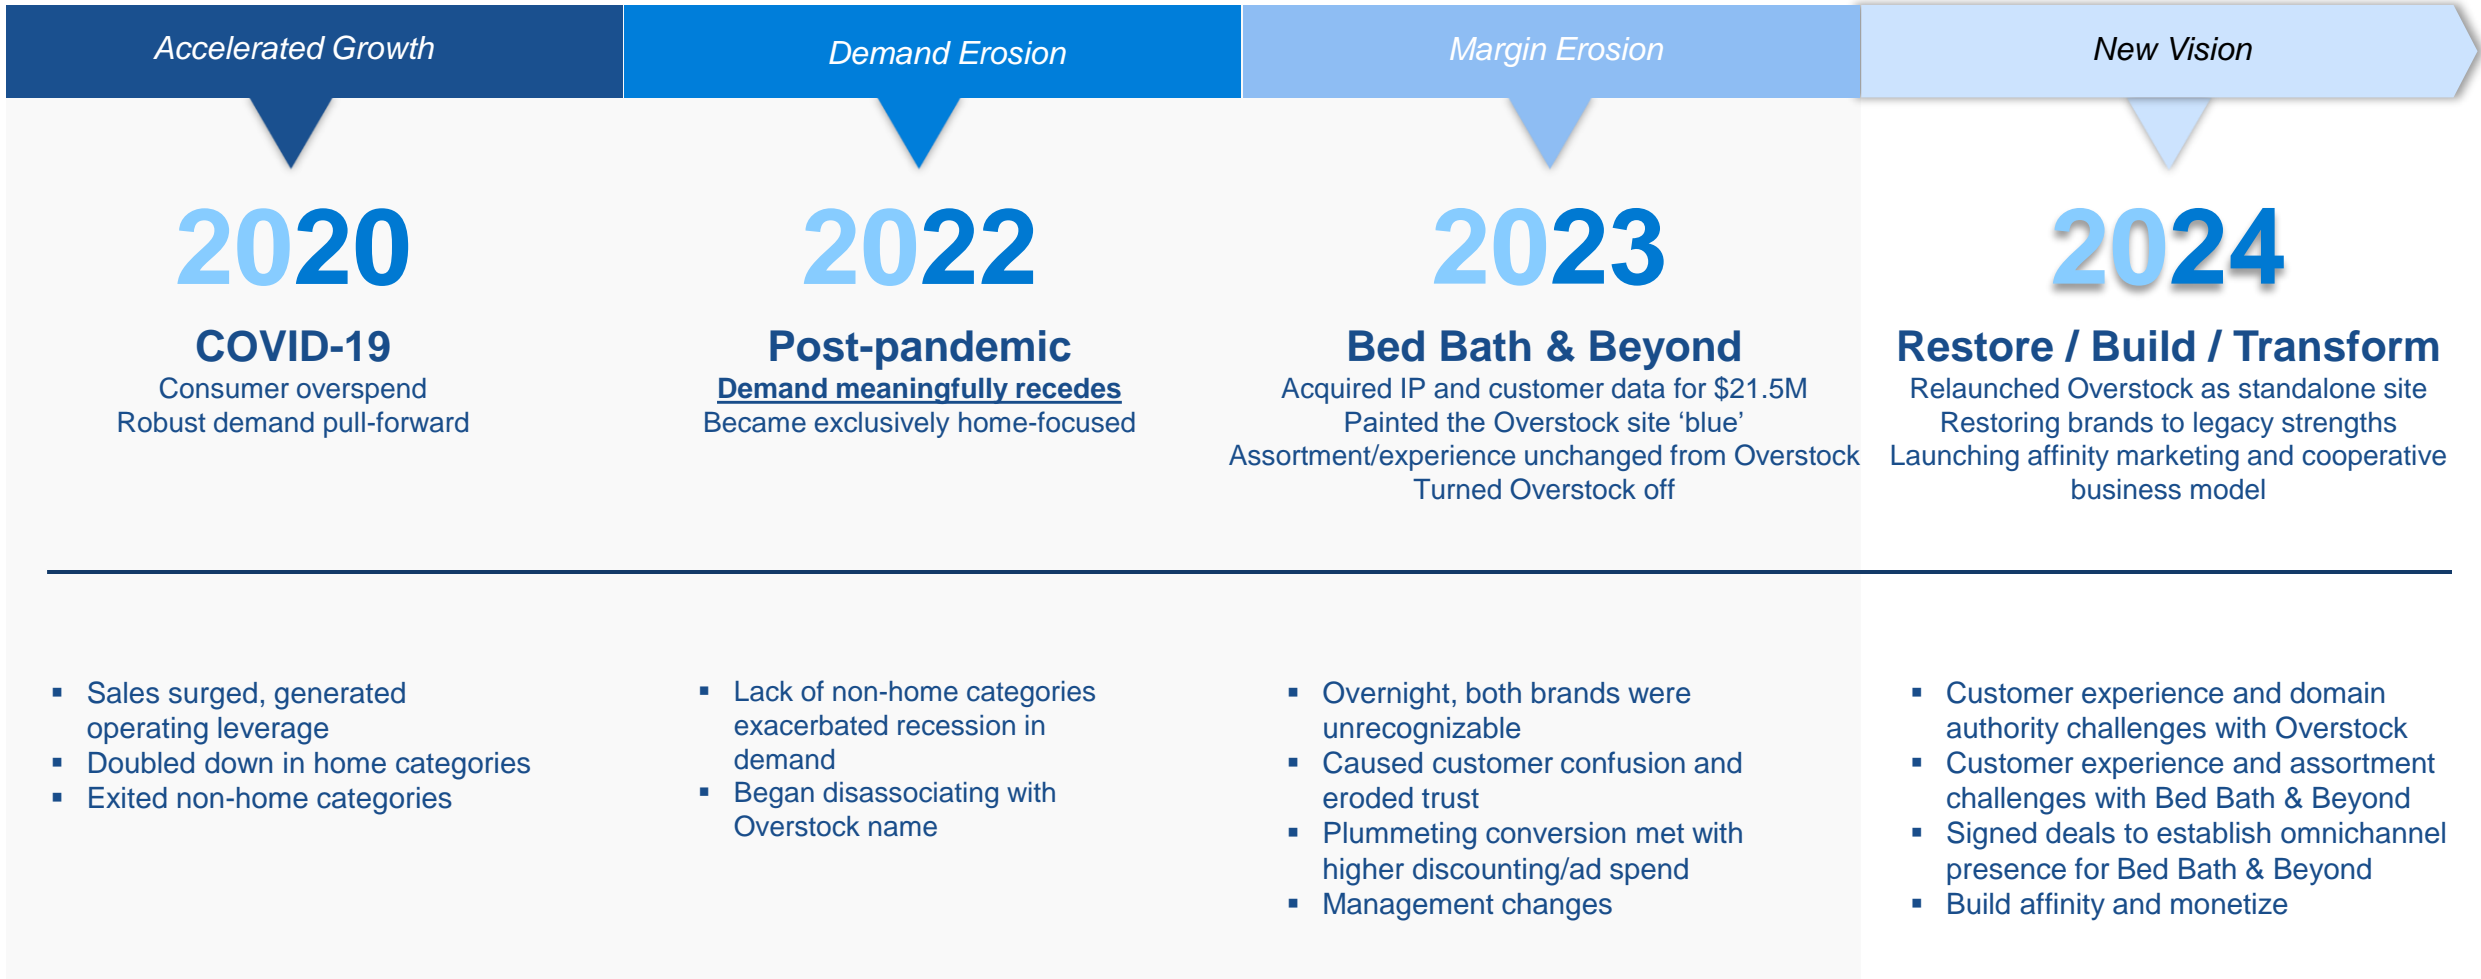 Accelerated Growth
Demand Erosion
Margin Erosion
New Vision
2020
COVID-19
Consumer overspend
Robust demand pull-forward
2022
Post-pandemic
Demand meaningfully recedes
Became exclusively home-focused
2023
Bed Bath & Beyond
Acquired IP and customer data for $21.5M
Painted the Overstock site ‘blue’
Assortment/experience unchanged from Overstock
Turned Overstock off
2024
Restore / Build / Transform
Relaunched Overstock as standalone site
Restoring brands to legacy strengths
Launching affinity marketing and cooperative
business model
▪ Sales surged, generated
operating leverage
▪ Doubled down in home categories
▪ Exited non-home categories
▪ Lack of non-home categories
exacerbated recession in
demand
▪ Began disassociating with
Overstock name
▪ Overnight, both brands were
unrecognizable
▪ Caused customer confusion and
eroded trust
▪ Plummeting conversion met with
higher discounting/ad spend
▪ Management changes
▪ Customer experience and domain
authority challenges with Overstock
▪ Customer experience and assortment
challenges with Bed Bath & Beyond
▪ Signed deals to establish omnichannel
presence for Bed Bath & Beyond
▪ Build affinity and monetize